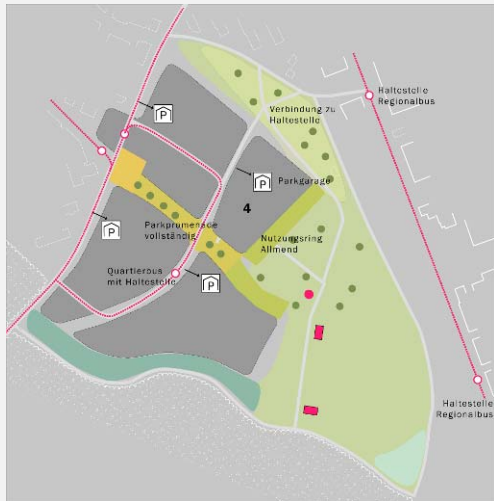 Haltestelle
Regionalbus
Verbindung zu
Haltestelle
P
P
Parkgarage
4
P
Parkpromenade
vollständig
Nutzungsring
Allmend
Quartierbus
mit Haltestelle
P
Haltestelle
Regionalbus